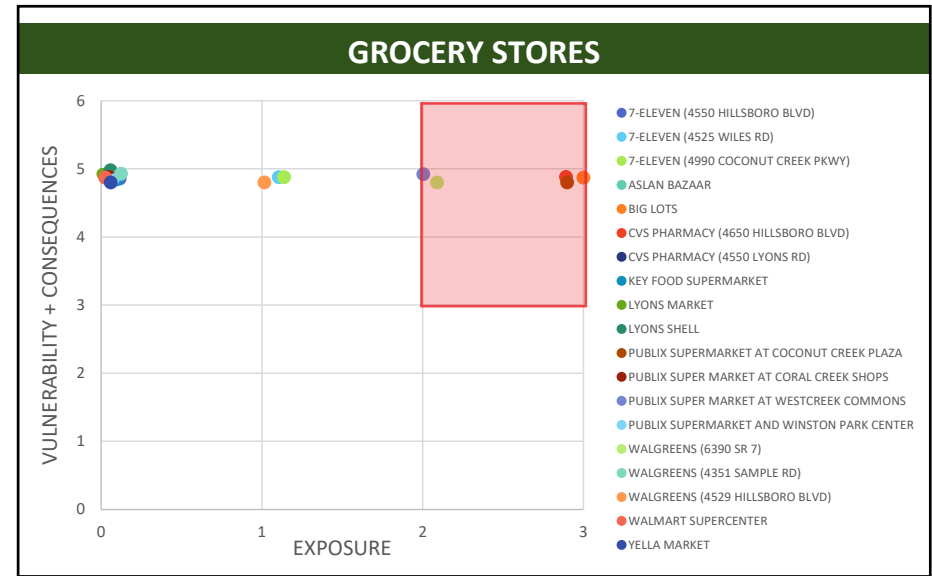 GROCERY STORES
6
5
4
3
2
1
0
VULNERABILITY + CONSEQUENCES
0 1 2 3
EXPOSURE
7-ELEVEN (4550 HILLSBORO BLVD)
7-ELEVEN (4525 WILES RD)
7-ELEVEN (4990 COCONUT CREEK PKWY)
ASLAN BAZAAR
BIG LOTS
CVS PHARMACY (4650 HILLSBORO BLVD)
CVS PHARMACY (4550 LYONS RD)
KEY FOOD SUPERMARKET
LYONS MARKET
LYONS SHELL
PUBLIX SUPERMARKET AT COCONUT CREEK PLAZA
PUBLIX SUPER MARKET AT CORAL CREEK SHOPS
PUBLIX SUPER MARKET AT WESTCREEK COMMONS
PUBLIX SUPERMARKET AND WINSTON PARK CENTER
WALGREENS (6390 SR 7)
WALGREENS (4351 SAMPLE RD)
WALGREENS (4529 HILLSBORO BLVD)
WALMART SUPERCENTER
YELLA MARKET